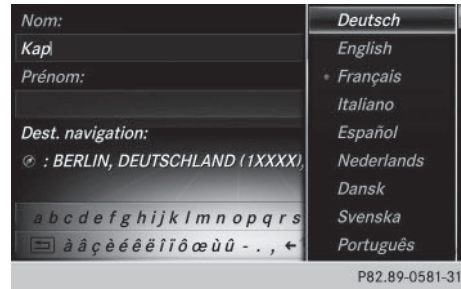 Nom:
Kap
Prénom:
Dest. navigation:
: BERLIN, DEUTSCHLAND (1XXXX),
a b c d e f g h i j k l m n o p q r s
à â ç è é ê ë î ï ô œ ù û - . , ←
Deutsch
English
• Français
Italiano
Español
Nederlands
Dansk
Svenska
Português
P82.89-0581-31